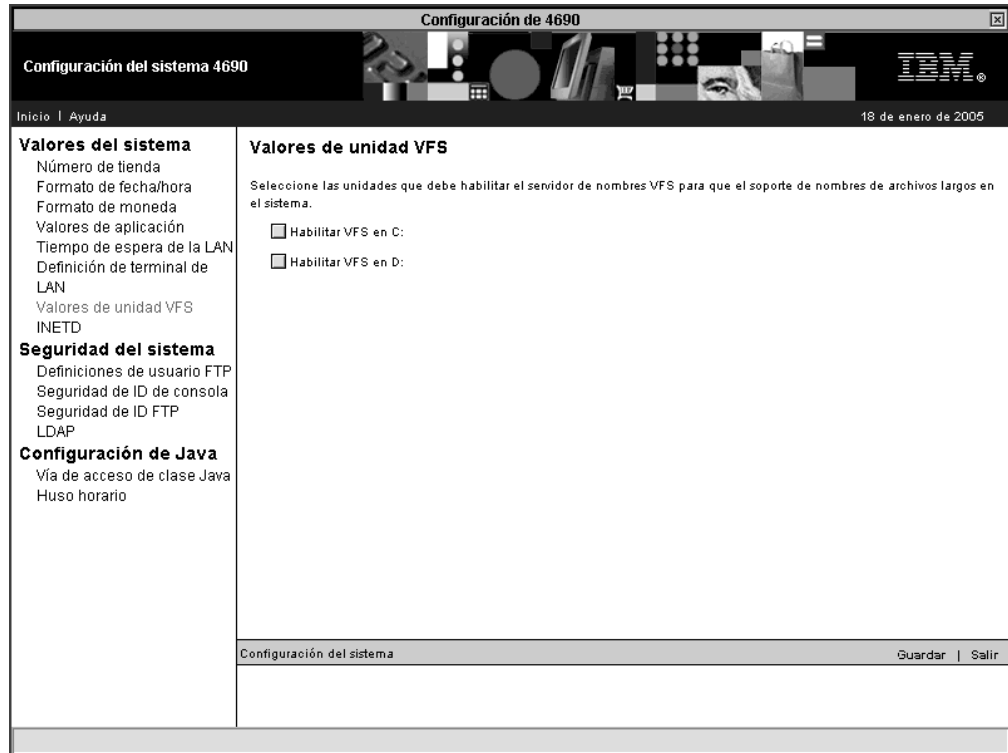 Configuración de 4690
Configuración del sistema 4690
IBM®
Inicio | Ayuda
18 de enero de 2005
Valores del sistema
Número de tienda
Formato de fecha/hora
Formato de moneda
Valores de aplicación
Tiempo de espera de la LAN
Definición de terminal de
LAN
Valores de unidad VFS
INETD
Seguridad del sistema
Definiciones de usuario FTP
Seguridad de ID de consola
Seguridad de ID FTP
LDAP
Configuración de Java
Vía de acceso de clase Java
Huso horario
Valores de unidad VFS
Seleccione las unidades que debe habilitar el servidor de nombres VFS para que el soporte de nombres de archivos largos en
el sistema.
Habilitar VFS en C:
Habilitar VFS en D:
Configuración del sistema
Guardar | Salir